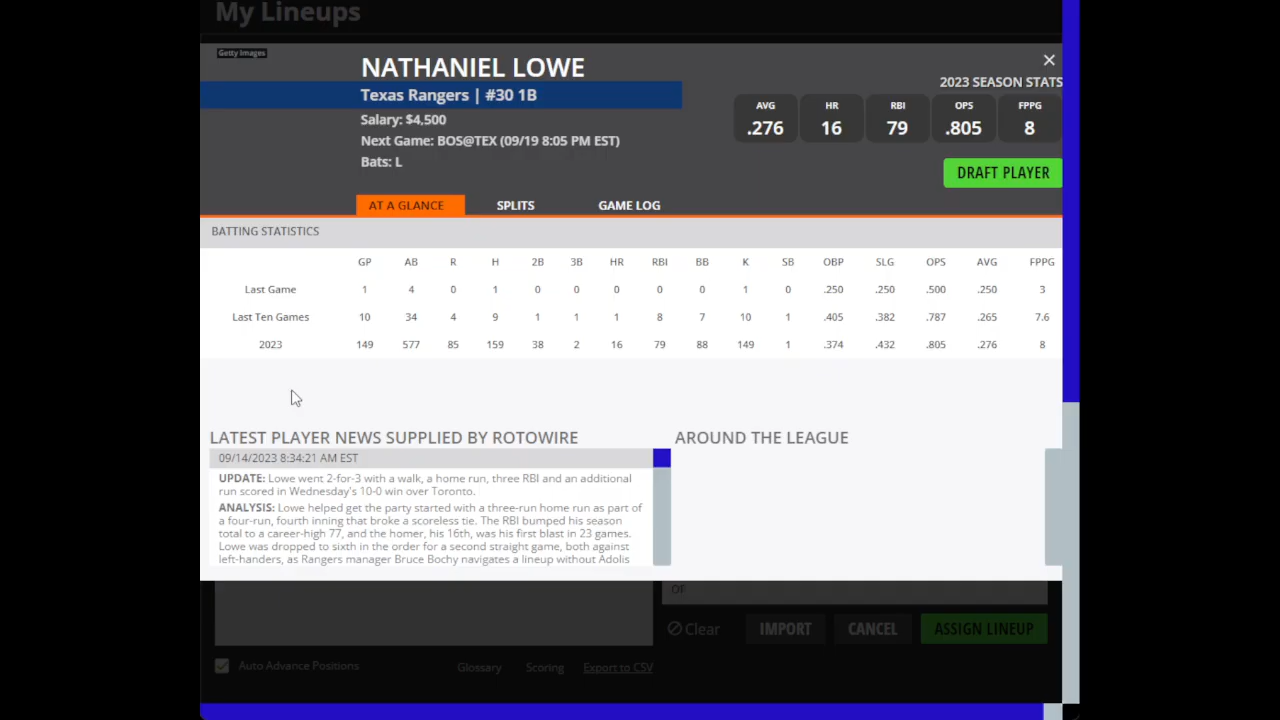 My Lineups
Getty Images
NATHANIEL LOWE
Texas Rangers | #30 1B
Salary: $4,500
Next Game: BOS@TEX (09/19 8:05 PM EST)
Bats: L
×
2023 SEASON STATS
AVG HR RBI OPS FPPG
.276 16 79 .805 8
DRAFT PLAYER
AT A GLANCE SPLITS GAME LOG
BATTING STATISTICS
GP AB R H 2B 3B HR RBI BB K SB OBP SLG OPS AVG FPPG
Last Game 1 4 0 1 0 0 0 0 0 1 0 .250 .250 .500 .250 3
Last Ten Games 10 34 4 9 1 1 1 8 7 10 1 .405 .382 .787 .265 7.6
2023 149 577 85 159 38 2 16 79 88 149 1 .374 .432 .805 .276 8
LATEST PLAYER NEWS SUPPLIED BY ROTOWIRE
09/14/2023 8:34:21 AM EST
UPDATE: Lowe went 2-for-3 with a walk, a home run, three RBI and an additional
run scored in Wednesday's 10-0 win over Toronto.
ANALYSIS: Lowe helped get the party started with a three-run home run as part of
a four-run, fourth inning that broke a scoreless tie. The RBI bumped his season
total to a career-high 77, and the homer, his 16th, was his first blast in 23 games.
Lowe was dropped to sixth in the order for a second straight game, both against
left-handers, as Rangers manager Bruce Bochy navigates a lineup without Adolis
AROUND THE LEAGUE
OF
Clear IMPORT CANCEL ASSIGN LINEUP
Auto Advance Positions Glossary Scoring Export to CSV